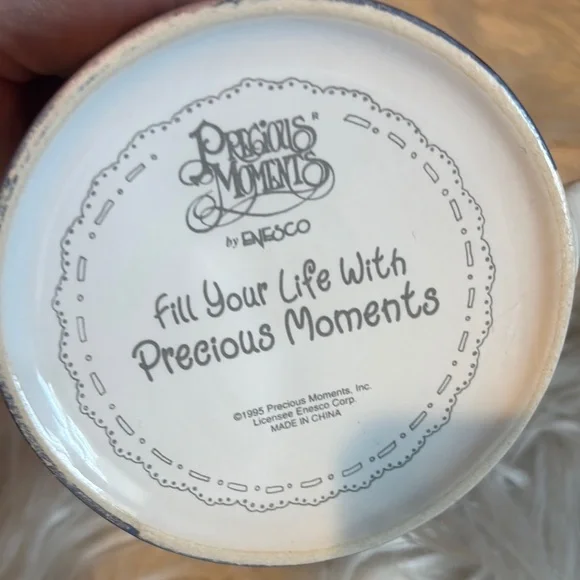 PRECIOUS ®
MOMENTS
by ENESCO
Fill Your Life With
Precious Moments
©1995 Precious Moments, Inc.
Licensee Enesco Corp.
MADE IN CHINA